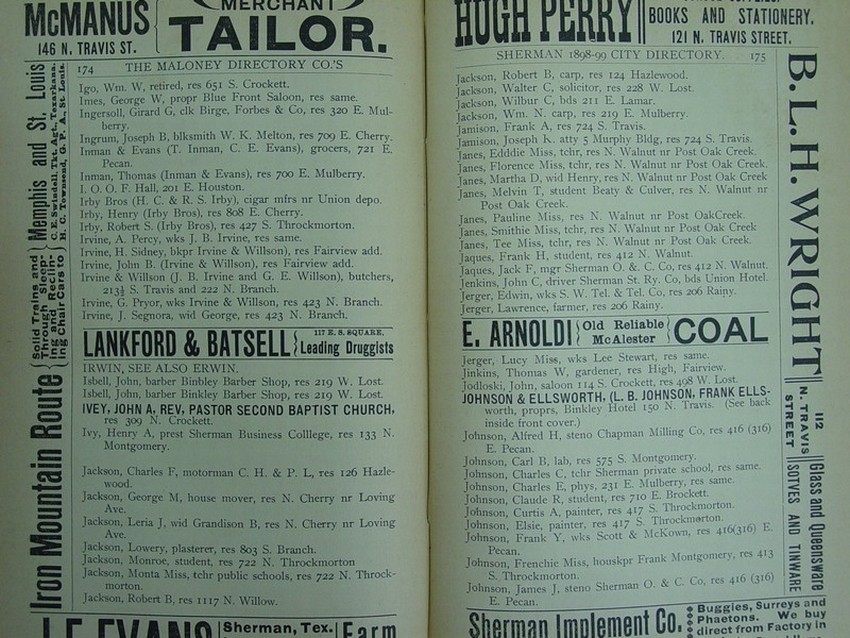 McMANUS
146 N. TRAVIS ST.
MERCHANT
TAILOR.
174 THE MALONEY DIRECTORY CO.'S
Igo, Wm. W, retired, res 651 S. Crockett.
Imes, George W, propr Blue Front Saloon, res same.
Ingersoll, Girard G, clk Birge, Forbes & Co, res 320 E. Mul-
berry.
Ingrum, Joseph B, blksmith W. K. Melton, res 709 E. Cherry.
Inman & Evans (T. Inman, C. E. Evans), grocers, 721 E.
Pecan.
Inman, Thomas (Inman & Evans), res 700 E. Mulberry.
I. O. O. F. Hall, 201 E. Houston.
Irby Bros (H. C. & R. S. Irby), cigar mfrs nr Union depo.
Irby, Henry (Irby Bros), res 808 E. Cherry.
Irby, Robert S (Irby Bros), res 427 S. Throckmorton.
Irvine, A. Percy, wks J. B. Irvine, res same.
Irvine, H. Sidney, bkpr Irvine & Willson), res Fairview add.
Irvine, John B. (Irvine & Willson), res Fairview add.
Irvine & Willson (J. B. Irvine and G. E. Willson), butchers,
213½ S. Travis and 222 N. Branch.
Irvine, G. Pryor, wks Irvine & Willson, res 423 N. Branch.
Irvine, J. Segnora, wid George, res 423 N. Branch.
LANKFORD & BATSELL
117 E. S. SQUARE,
Leading Druggists
IRWIN, SEE ALSO ERWIN.
Isbell, John, barber Binkley Barber Shop, res 219 W. Lost.
Isbell, John, barber Binkley Barber Shop, res 219 W. Lost.
IVEY, JOHN A, REV, PASTOR SECOND BAPTIST CHURCH,
res 309 N. Crockett.
Ivy, Henry A, prest Sherman Business Colllege, res 133 N.
Montgomery.
Jackson, Charles F, motorman C. H. & P. L, res 126 Hazle-
wood.
Jackson, George M, house mover, res N. Cherry nr Loving
Ave.
Jackson, Leria J, wid Grandison B, res N. Cherry nr Loving
Ave.
Jackson, Lowery, plasterer, res 803 S. Branch.
Jackson, Monroe, student, res 722 N. Throckmorton
Jackson, Monta Miss, tchr public schools, res 722 N. Throck-
morton.
Jackson, Robert B, res 1117 N. Willow.
Iron Mountain Route
Solid Trains and
Through Sleep-
ing and Reclin-
ing Chair Cars to
Memphis and St. Louis
C. E. Swindell, Tkt. Agt., Texarkana.
H. C. Townsend, G. P. A., St. Louis.
Sherman, Tex.
Farm
HUGH PERRY
BOOKS AND STATIONERY.
121 N. TRAVIS STREET.
SHERMAN 1898-99 CITY DIRECTORY. 175
Jackson, Robert B, carp, res 124 Hazlewood.
Jackson, Walter C, solicitor, res 228 W. Lost.
Jackson, Wilbur C, bds 211 E. Lamar.
Jackson, Wm. N. carp, res 219 E. Mulberry.
Jamison, Frank A, res 724 S. Travis.
Jamison, Joseph K. atty 5 Murphy Bldg, res 724 S. Travis.
Janes, Edddie Miss, tchr, res N. Walnut nr Post Oak Creek.
Janes, Florence Miss, tchr, res N. Walnut nr Post Oak Creek.
Janes, Martha D, wid Henry, res N. Walnut nr Post Oak Creek
Janes, Melvin T, student Beaty & Culver, res N. Walnut nr
Post Oak Creek.
Janes, Pauline Miss, res N. Walnut nr Post OakCreek.
Janes, Smithie Miss, tchr, res N. Walnut nr Post Oak Creek.
Janes, Tee Miss, tchr, res N. Walnut nr Post Oak Creek.
Jaques, Frank H, student, res 412 N. Walnut.
Jaques, Jack F, mgr Sherman O. & C. Co, res 412 N. Walnut.
Jenkins, John C, driver Sherman St. Ry. Co, bds Union Hotel.
Jerger, Edwin, wks S. W. Tel. & Tel. Co, res 206 Rainy.
Jerger, Lawrence, farmer, res 206 Rainy.
E. ARNOLDI
Old Reliable
McAlester
COAL
Jerger, Lucy Miss, wks Lee Stewart, res same.
Jinkins, Thomas W, gardener, res High, Fairview.
Jodloski, John, saloon 114 S. Crockett, res 498 W. Lost.
JOHNSON & ELLSWORTH, (L. B. JOHNSON, FRANK ELLS-
worth, proprs, Binkley Hotel 150 N. Travis. (See back
inside front cover.)
Johnson, Alfred H, steno Chapman Milling Co, res 416 (316)
E. Pecan.
Johnson, Carl B, lab, res 575 S. Montgomery.
Johnson, Charles C, tchr Sherman private school, res same.
Johnson, Charles E, phys, 231 E. Mulberry, res same.
Johnson, Claude R, student, res 710 E. Brockett.
Johnson, Curtis A, painter, res 417 S. Throckmorton.
Johnson, Elsie, painter, res 417 S. Throckmorton.
Johnson, Frank Y, wks Scott & McKown, res 416(316) E.
Pecan.
Johnson, Frenchie Miss, houskpr Frank Montgomery, res 413
S. Throckmorton.
Johnson, James J, steno Sherman O. & C. Co, res 416 (316)
E. Pecan.
B. L. H. WRIGHT
112
N. TRAVIS
STREET
Glass and Queensware
SOTVES AND TINWARE
Sherman Implement Co.
Buggies, Surreys and
Phaetons. We buy
direct from Factory in